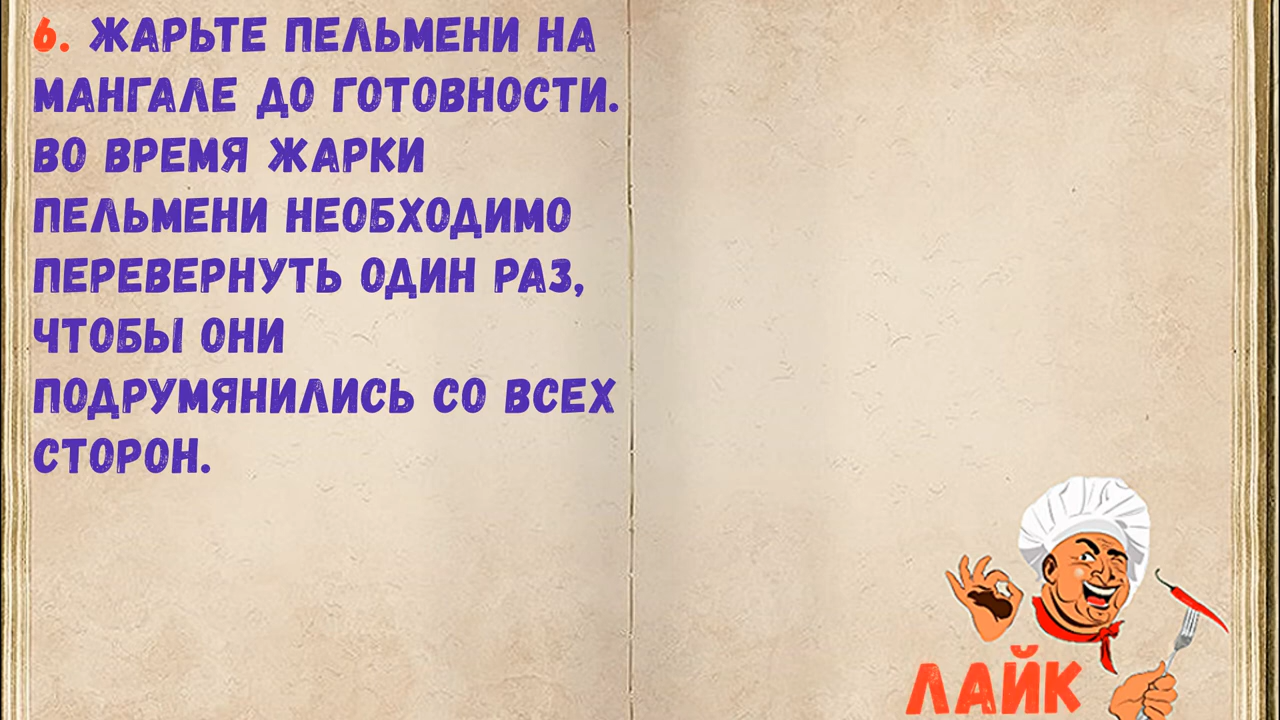 6. ЖАРЬТЕ ПЕЛЬМЕНИ НА
МАНГАЛЕ ДО ГОТОВНОСТИ.
ВО ВРЕМЯ ЖАРКИ
ПЕЛЬМЕНИ НЕОБХОДИМО
ПЕРЕВЕРНУТЬ ОДИН РАЗ,
ЧТОБЫ ОНИ
ПОДРУМЯНИЛИСЬ СО ВСЕХ
СТОРОН.
ЛАЙК